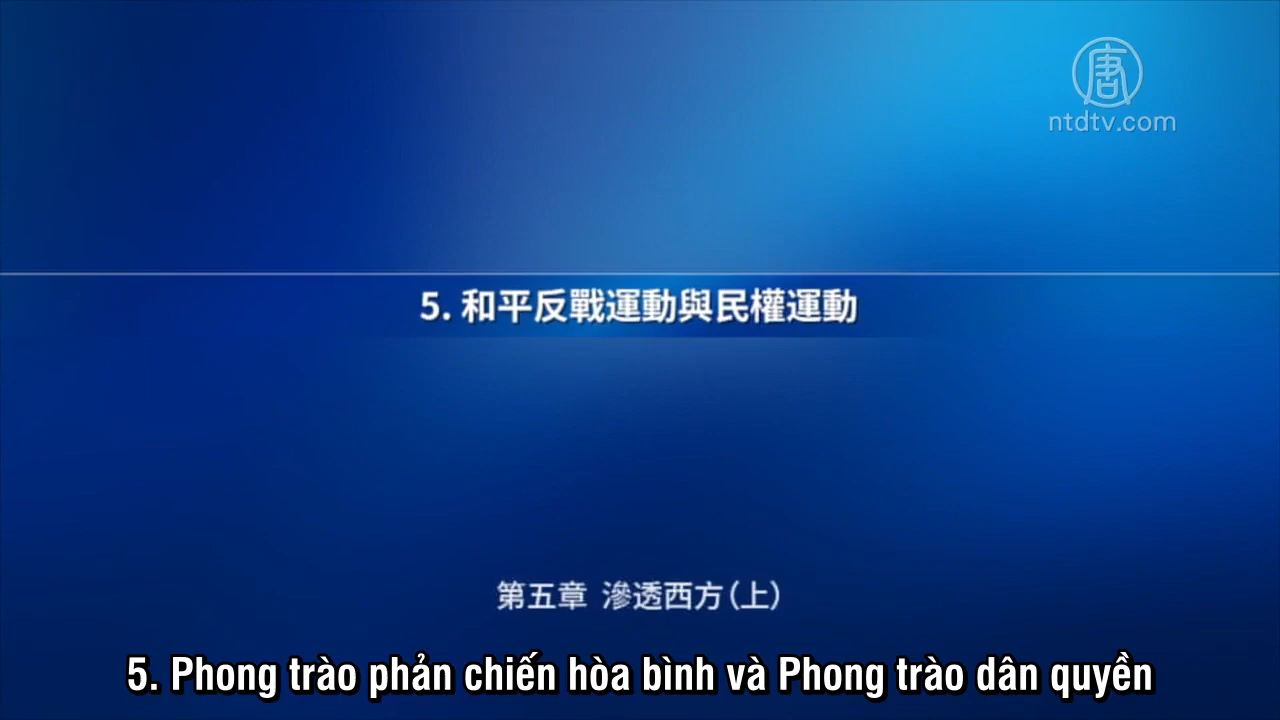 唐
ntdtv.com
5. 和平反戰運動與民權運動
第五章 滲透西方(上)
5. Phong trào phản chiến hòa bình và Phong trào dân quyền